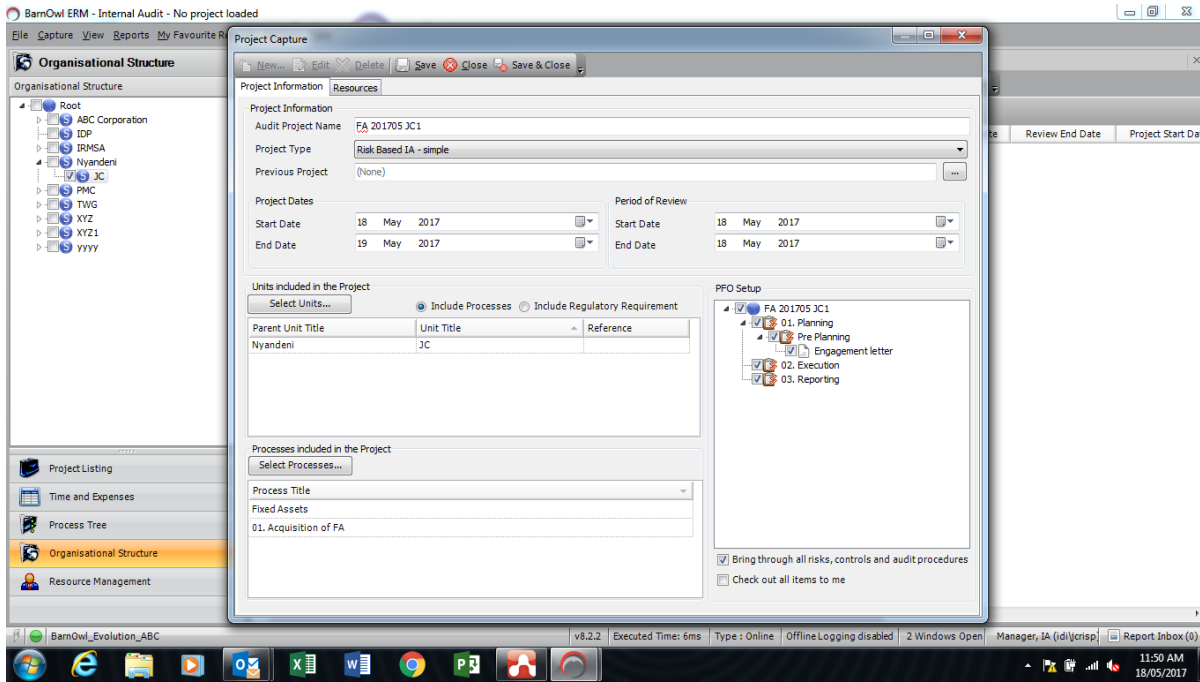 BarnOwl ERM - Internal Audit - No project loaded
File Capture View Reports My Favourite R
Organisational Structure
Organisational Structure
Root
ABC Corporation
IDP
IRMSA
Nyandeni
JC
PMC
TWG
XYZ
XYZ1
yyyy
Project Listing
Time and Expenses
Process Tree
Organisational Structure
Resource Management
Project Capture
New... Edit Delete Save Close Save & Close
Project Information Resources
Project Information
Audit Project Name FA 201705 JC1
Project Type Risk Based IA - simple
Previous Project (None) ...
Project Dates
Start Date 18 May 2017
End Date 19 May 2017
Period of Review
Start Date 18 May 2017
End Date 18 May 2017
Units included in the Project
Select Units... Include Processes Include Regulatory Requirement
Parent Unit Title Unit Title Reference
Nyandeni JC
Processes included in the Project
Select Processes...
Process Title
Fixed Assets
01. Acquisition of FA
PFO Setup
FA 201705 JC1
01. Planning
Pre Planning
Engagement letter
02. Execution
03. Reporting
Bring through all risks, controls and audit procedures
Check out all items to me
te Review End Date Project Start Da
BarnOwl_Evolution_ABC v8.2.2 Executed Time: 6ms Type : Online Offline Logging disabled 2 Windows Open Manager, IA (idi\jcrisp) Report Inbox (0)
11:50 AM
18/05/2017